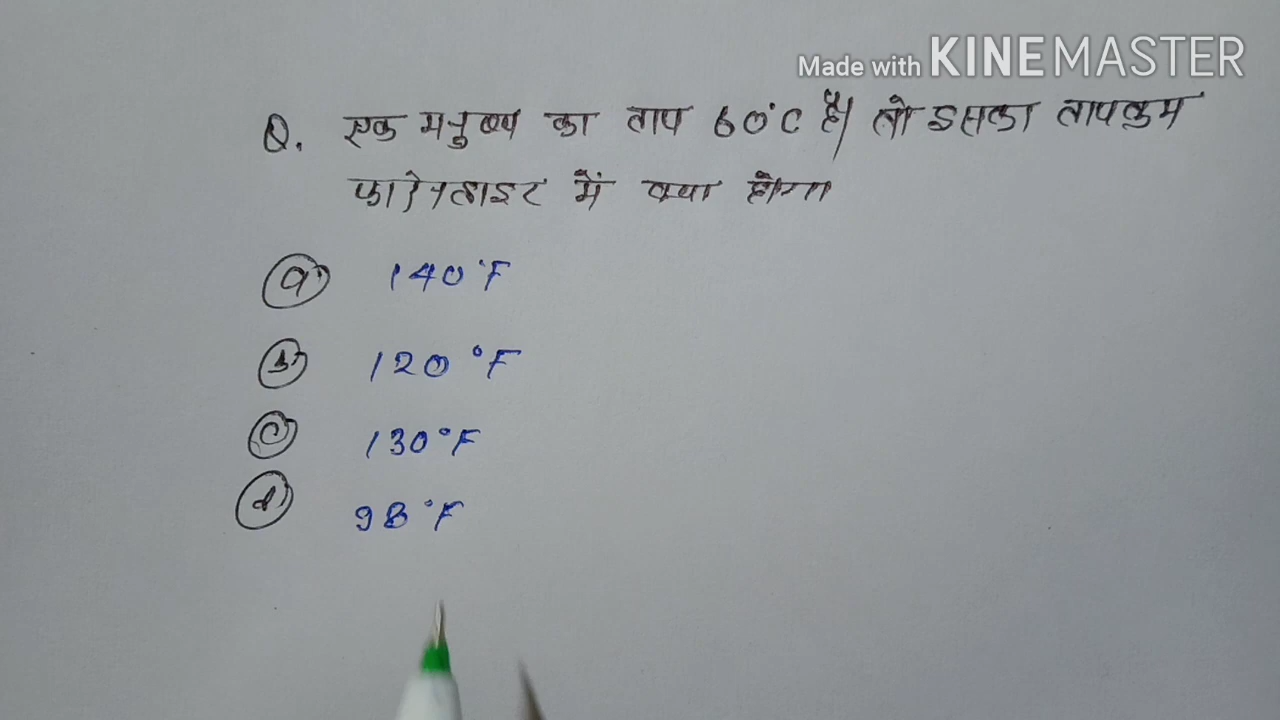 Made with KINEMASTER
Q. एक मनुष्य का ताप 60°C है। तो इसका तापक्रम
फारेनहाइट में क्या होगा
(a) 140°F
(b) 120°F
(c) 130°F
(d) 98°F